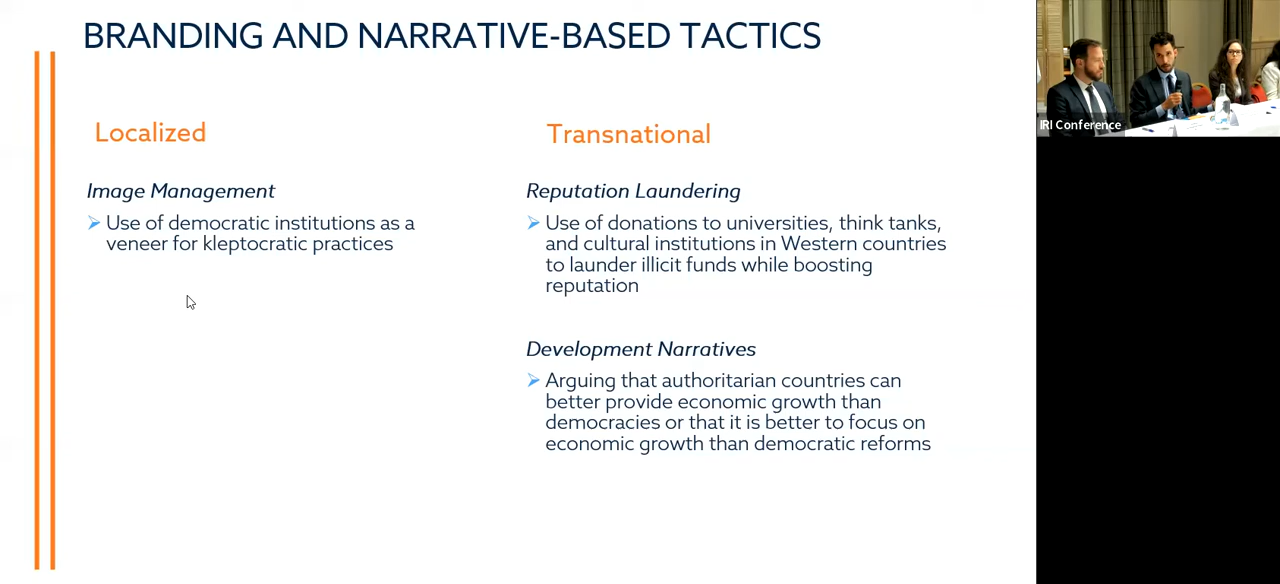 BRANDING AND NARRATIVE-BASED TACTICS
Localized
Image Management
Use of democratic institutions as a
veneer for kleptocratic practices
Transnational
Reputation Laundering
Use of donations to universities, think tanks,
and cultural institutions in Western countries
to launder illicit funds while boosting
reputation
Development Narratives
Arguing that authoritarian countries can
better provide economic growth than
democracies or that it is better to focus on
economic growth than democratic reforms
IRI Conference